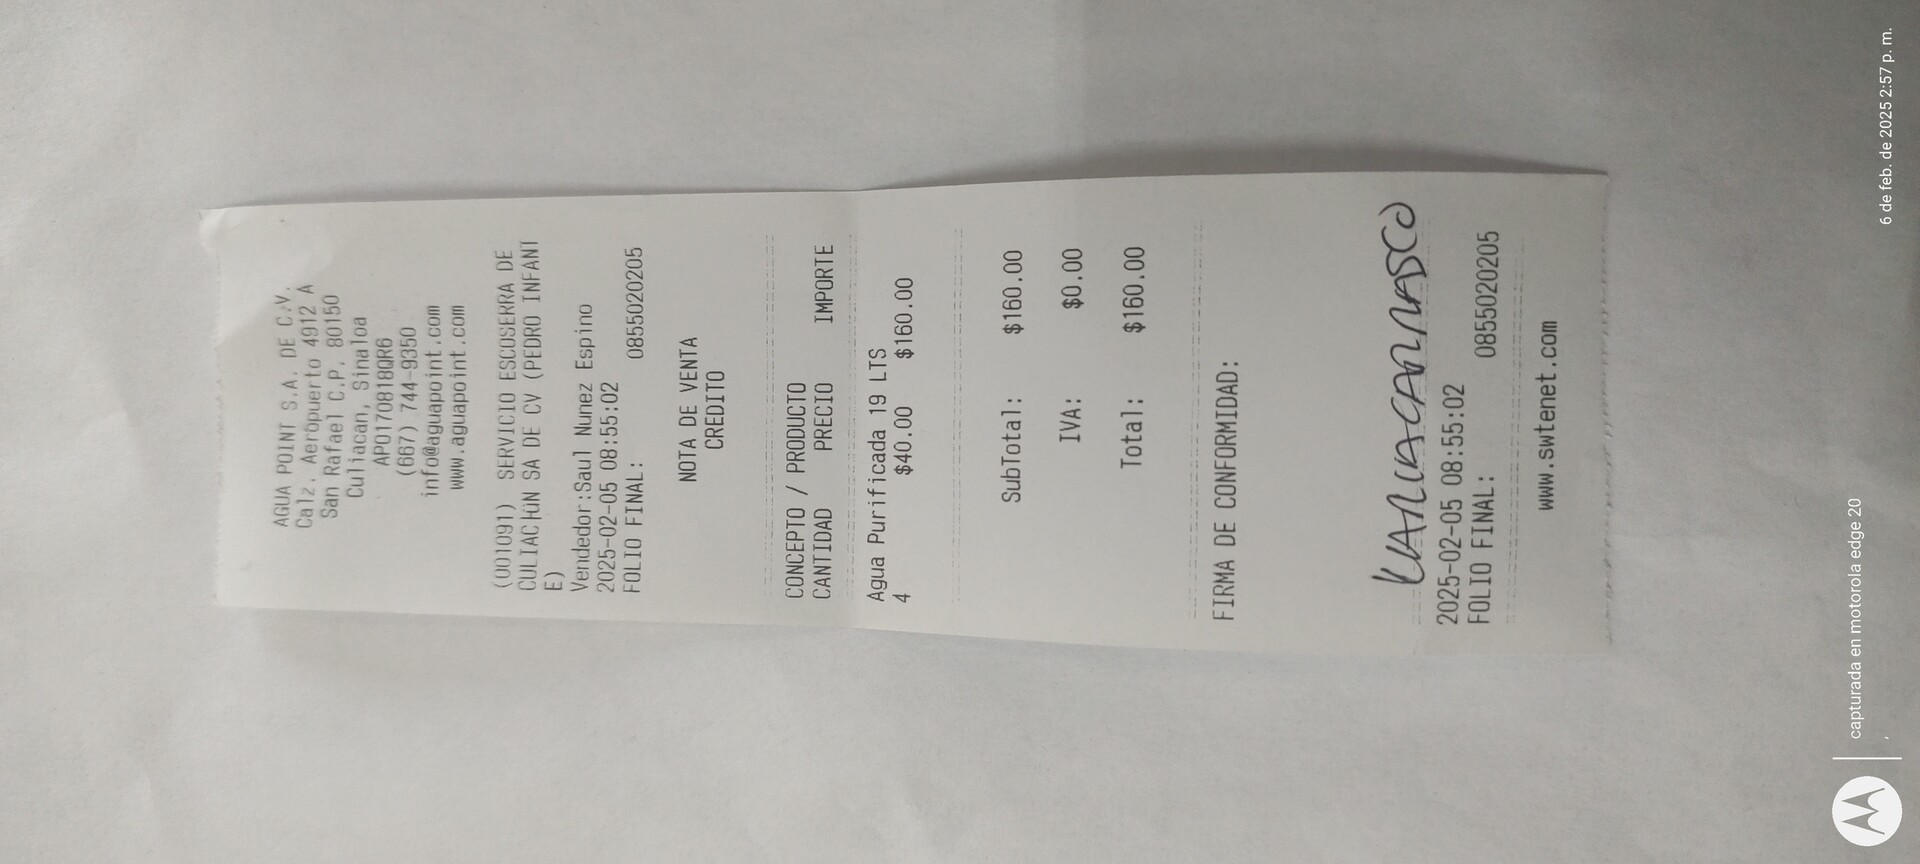 AGUA POINT S.A. DE C.V.
Calz. Aeropuerto 4912 A
San Rafael C.P. 80150
Culiacan, Sinaloa
APO170818QR6
(667) 744-9350
info@aguapoint.com
www.aguapoint.com
(001091) SERVICIO ESCOSERRA DE
CULIAC SA DE CV (PEDRO INFANT
E)
Vendedor:Saul Nunez Espino
2025-02-05 08:55:02
FOLIO FINAL: 0855020205
NOTA DE VENTA
CREDITO
CONCEPTO / PRODUCTO
CANTIDAD PRECIO IMPORTE
Agua Purificada 19 LTS
4 $40.00 $160.00
SubTotal: $160.00
IVA: $0.00
Total: $160.00
FIRMA DE CONFORMIDAD:
2025-02-05 08:55:02
FOLIO FINAL: 0855020205
www.swtenet.com
capturada en motorola edge 20
,
6 de feb. de 2025 2:57 p. m.